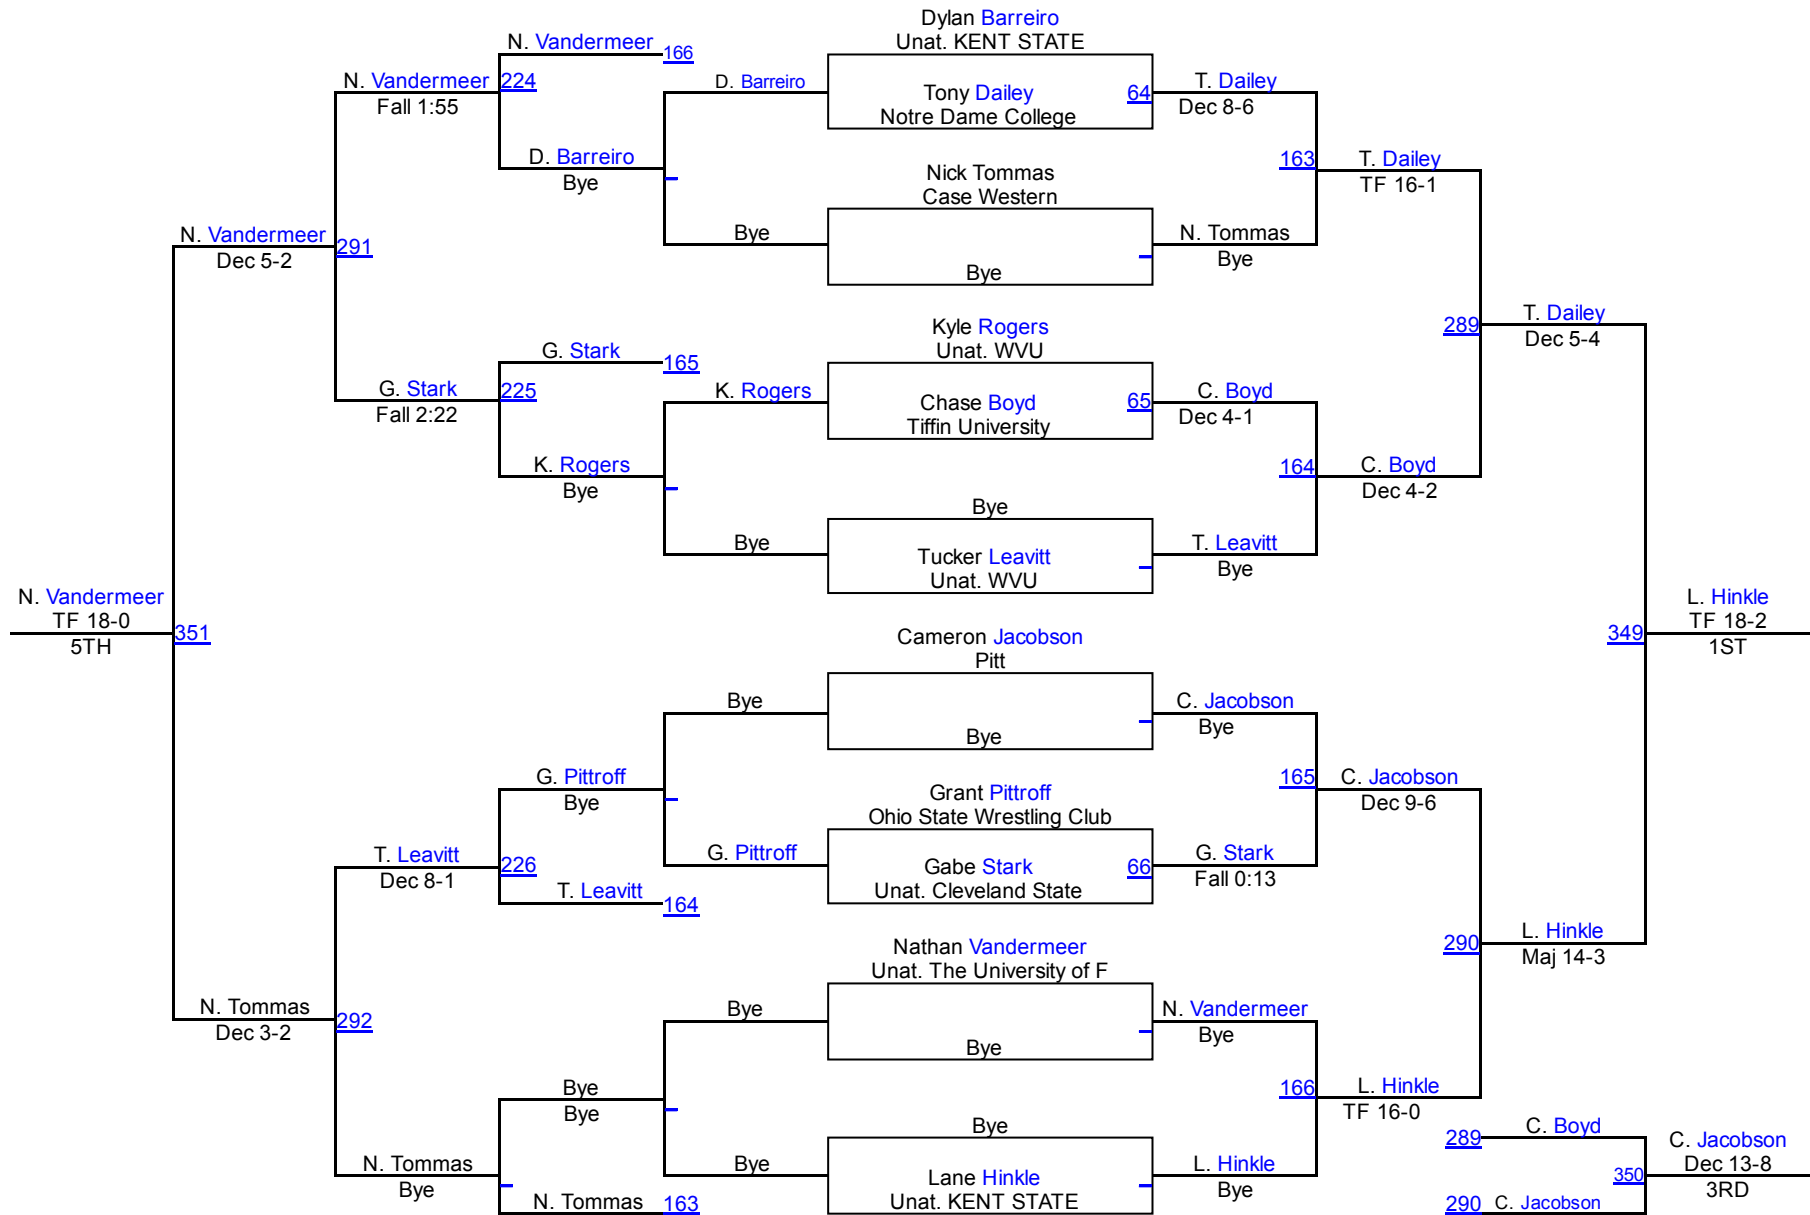 Dylan Barreiro
Unat. KENT STATE
N. Vandermeer
166
N. Vandermeer
224
Fall 1:55
D. Barreiro
Tony Dailey
Notre Dame College
64
T. Dailey
Dec 8-6
D. Barreiro
Bye
163
T. Dailey
TF 16-1
Nick Tommas
Case Western
N. Vandermeer
Dec 5-2
291
Bye
Bye
N. Tommas
Bye
Kyle Rogers
Unat. WVU
289
T. Dailey
Dec 5-4
G. Stark
165
G. Stark
Fall 2:22
225
K. Rogers
Chase Boyd
Tiffin University
65
C. Boyd
Dec 4-1
K. Rogers
Bye
164
C. Boyd
Dec 4-2
Bye
Bye
Tucker Leavitt
Unat. WVU
T. Leavitt
Bye
N. Vandermeer
TF 18-0
5TH
351
349
L. Hinkle
TF 18-2
1ST
Cameron Jacobson
Pitt
Bye
Bye
C. Jacobson
Bye
G. Pittroff
Bye
165
C. Jacobson
Dec 9-6
Grant Pittroff
Ohio State Wrestling Club
T. Leavitt
Dec 8-1
226
G. Pittroff
Gabe Stark
Unat. Cleveland State
66
G. Stark
Fall 0:13
T. Leavitt
164
290
L. Hinkle
Maj 14-3
Nathan Vandermeer
Unat. The University of F
N. Tommas
Dec 3-2
292
Bye
Bye
N. Vandermeer
Bye
Bye
Bye
166
L. Hinkle
TF 16-0
Bye
289
C. Boyd
N. Tommas
Bye
Bye
Lane Hinkle
Unat. KENT STATE
L. Hinkle
Bye
350
C. Jacobson
Dec 13-8
3RD
N. Tommas
163
290
C. Jacobson